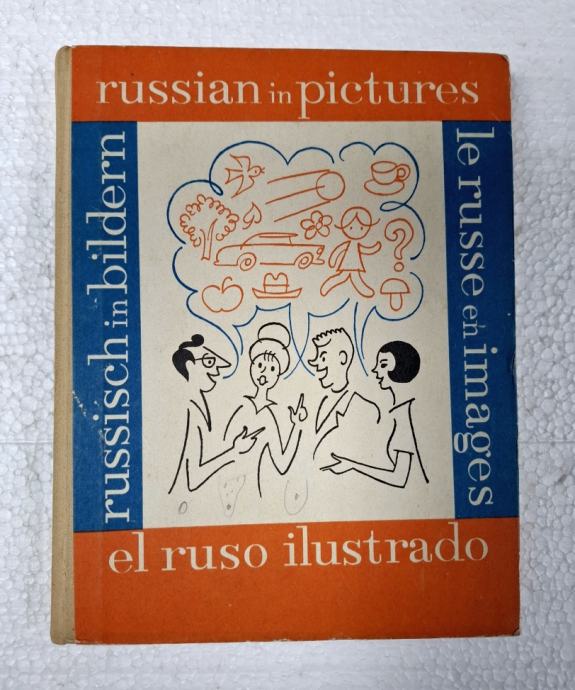 russian in pictures
russisch in bildern
le russe en images
el ruso ilustrado